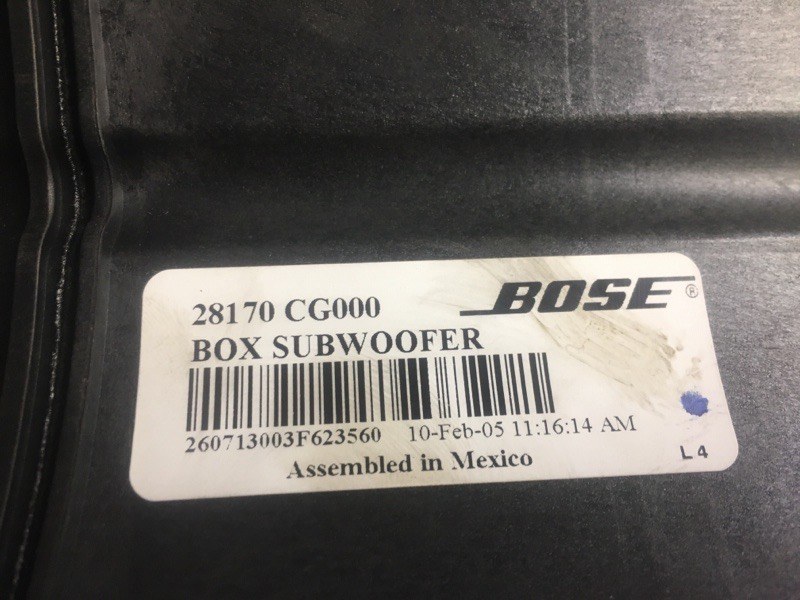 28170 CG000
BOSE®
BOX SUBWOOFER
260713003F623560 10-Feb-05 11:16:14 AM
Assembled in Mexico
L4